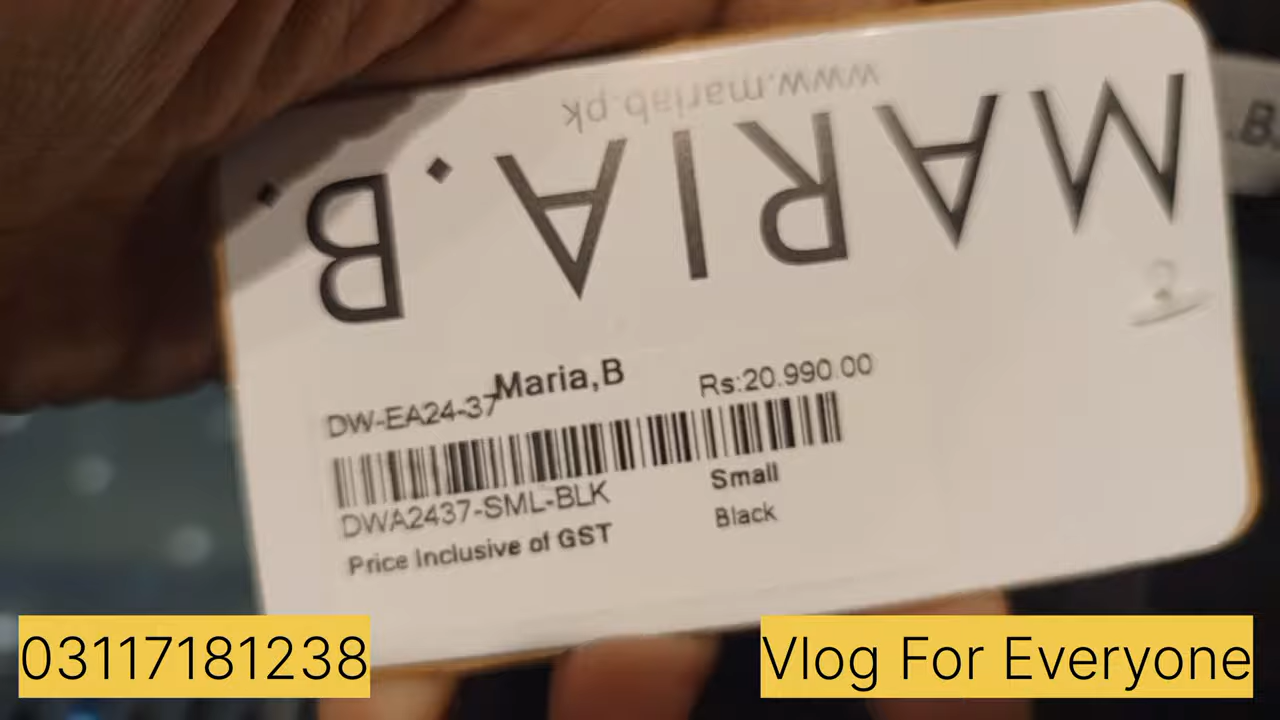 www.mariab.pk
MARIA.B.
.B.
Maria,B
DW-EA24-37
Rs:20.990.00
DWA2437-SML-BLK
Small
Price Inclusive of GST
Black
03117181238
Vlog For Everyone